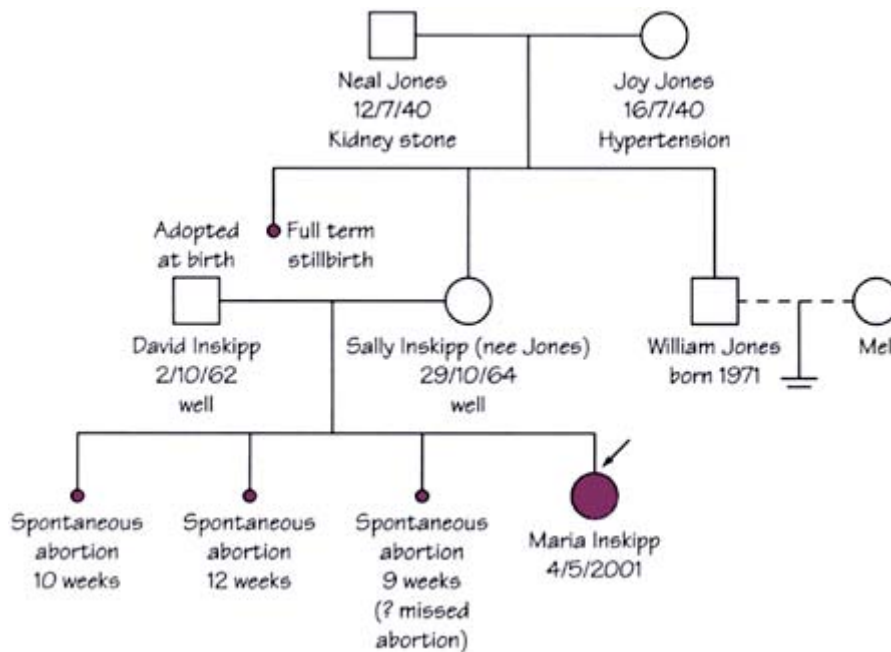 Neal Jones
12/7/40
Kidney stone
Joy Jones
16/7/40
Hypertension
Adopted
at birth
Full term
stillbirth
David Inskipp
2/10/62
well
Sally Inskipp (nee Jones)
29/10/64
well
William Jones
born 1971
Mel
Spontaneous
abortion
10 weeks
Spontaneous
abortion
12 weeks
Spontaneous
abortion
9 weeks
(? missed
abortion)
Maria Inskipp
4/5/2001